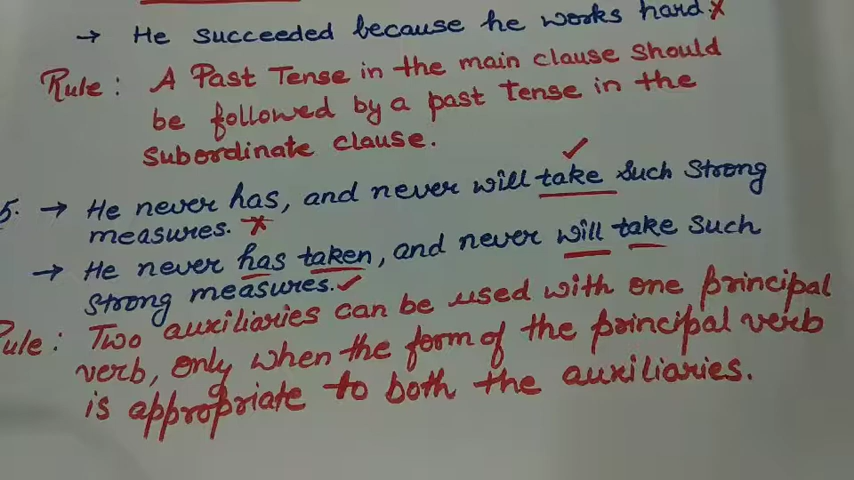 → He succeeded because he works hard. ✗
Rule: A Past Tense in the main clause should
be followed by a past tense in the
subordinate clause.
5. → He never has, and never will take such strong
measures. ✗
→ He never has taken, and never will take such
strong measures. ✓
Rule: Two auxiliaries can be used with one principal
verb, only when the form of the principal verb
is appropriate to both the auxiliaries.